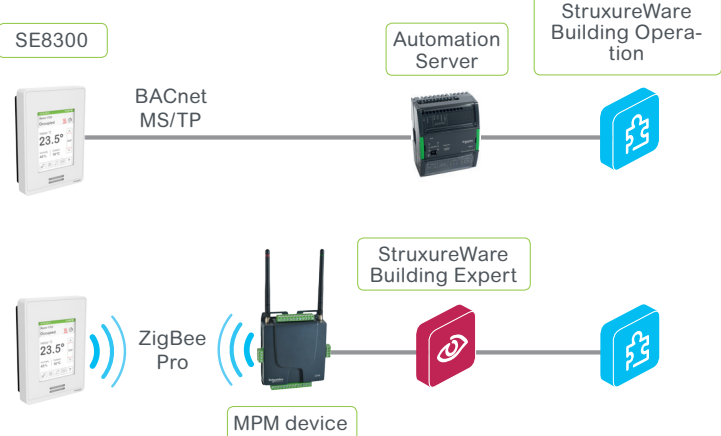 StruxureWare
Building Opera-
tion
SE8300
Automation
Server
BACnet
MS/TP
23.5°
StruxureWare
Building Expert
ZigBee
Pro
23.5°
MPM device